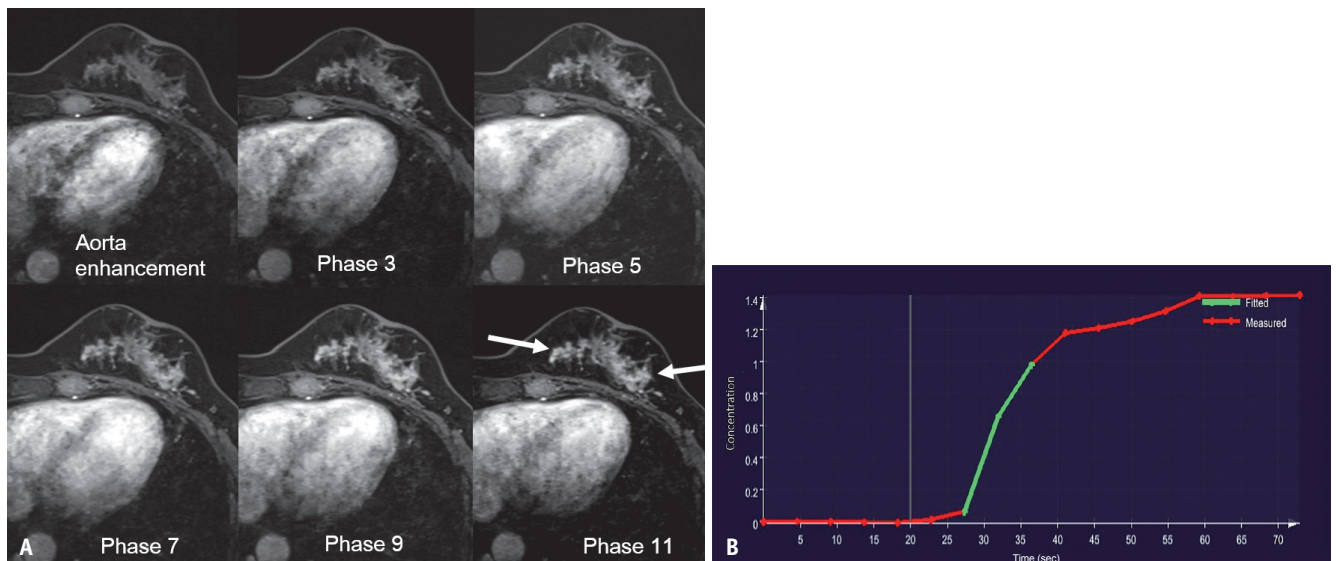 Aorta
enhancement
Phase 3
Phase 5
Phase 7
Phase 9
Phase 11
A
1.4
1.2
1
0.8
0.6
0.4
0.2
0
Concentration
Fitted
Measured
5 10 15 20 25 30 35 40 45 50 55 60 65 70
Time (sec)
B